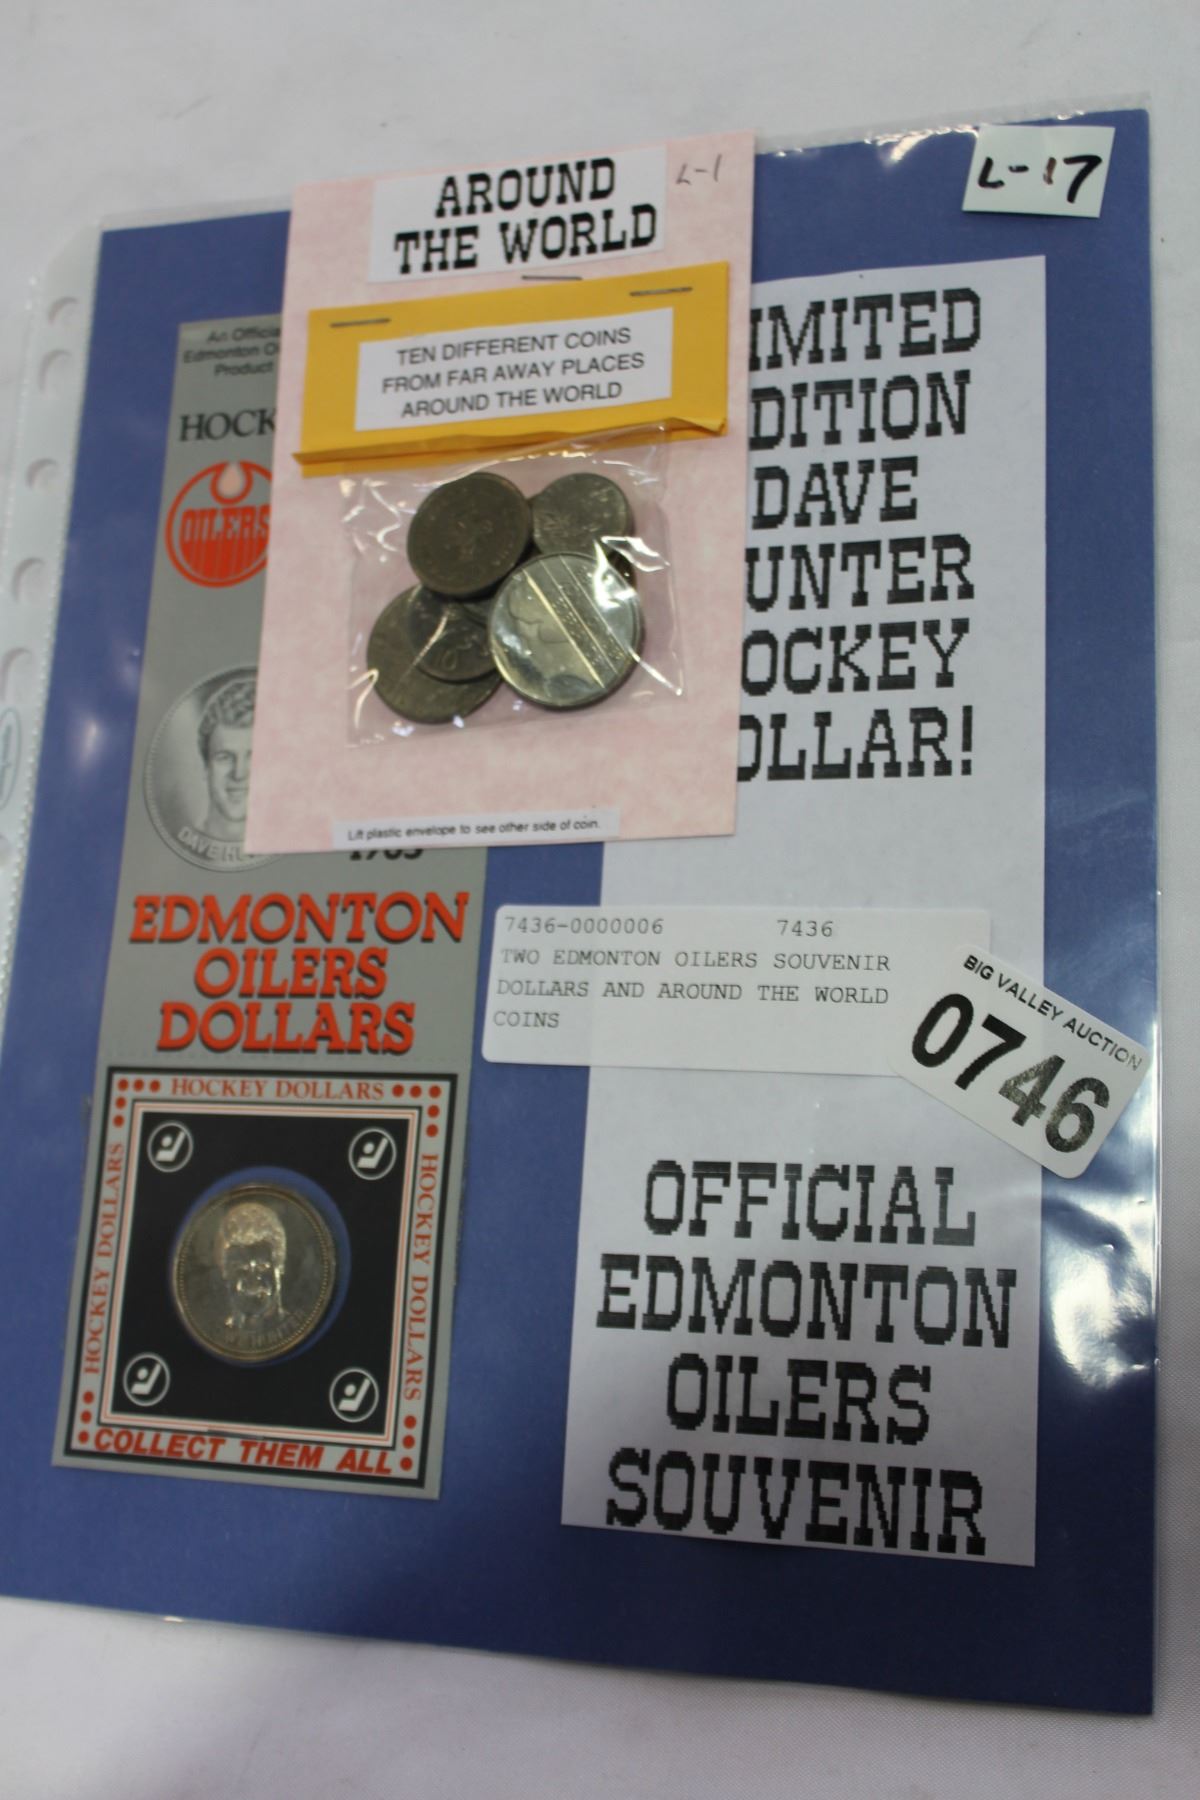 L-17
AROUND
THE WORLD
L-1
TEN DIFFERENT COINS
FROM FAR AWAY PLACES
AROUND THE WORLD
Lift plastic envelope to see other side of coin.
An Official
Edmonton O
Product
HOCK
OILERS
DAVE HU
EDMONTON
OILERS
DOLLARS
HOCKEY DOLLARS
HOCKEY DOLLARS
HOCKEY DOLLARS
COLLECT THEM ALL
IMITED
DITION
DAVE
UNTER
OCKEY
OLLAR!
7436-0000006 7436
TWO EDMONTON OILERS SOUVENIR
DOLLARS AND AROUND THE WORLD
COINS
BIG VALLEY AUCTION
0746
OFFICIAL
EDMONTON
OILERS
SOUVENIR